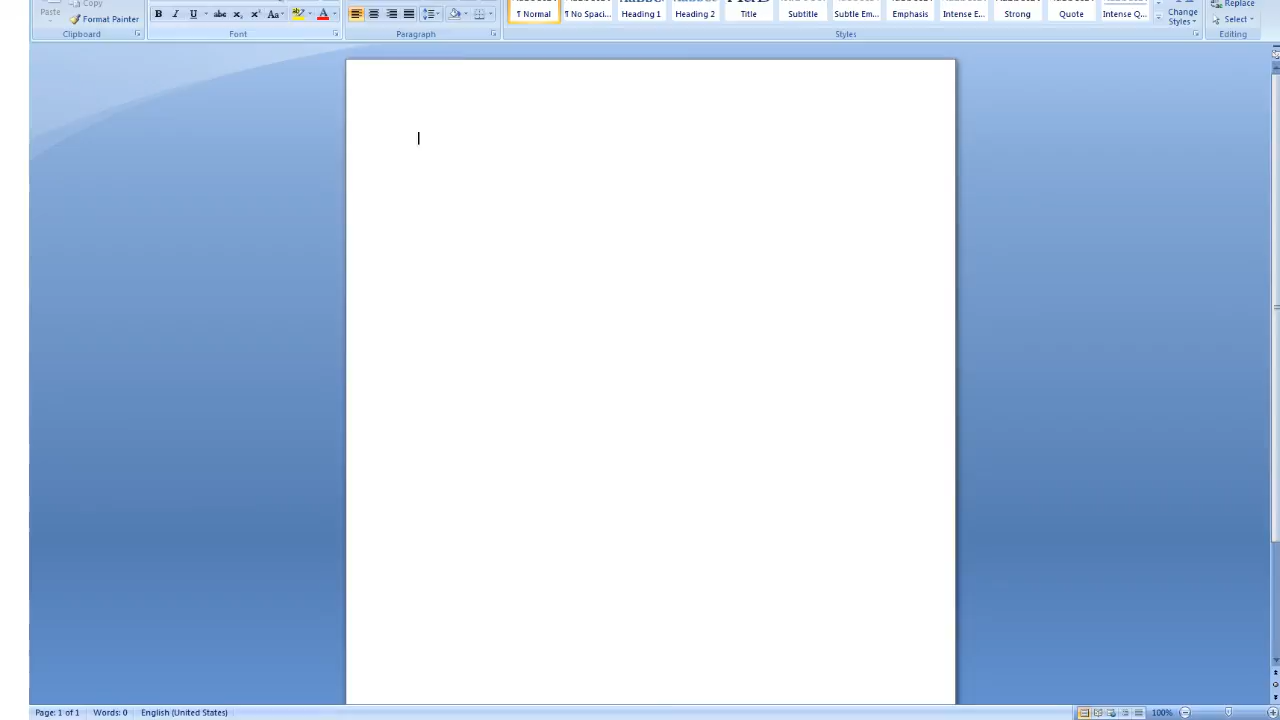 Copy
Replace
Paste
Format Painter
B I U abc x₂ x² Aa ab A
¶ Normal ¶ No Spaci... Heading 1 Heading 2 Title Subtitle Subtle Em... Emphasis Intense E... Strong Quote Intense Q...
Change
Styles
Select
Clipboard Font Paragraph Styles Editing
Page: 1 of 1 Words: 0 English (United States) 100%